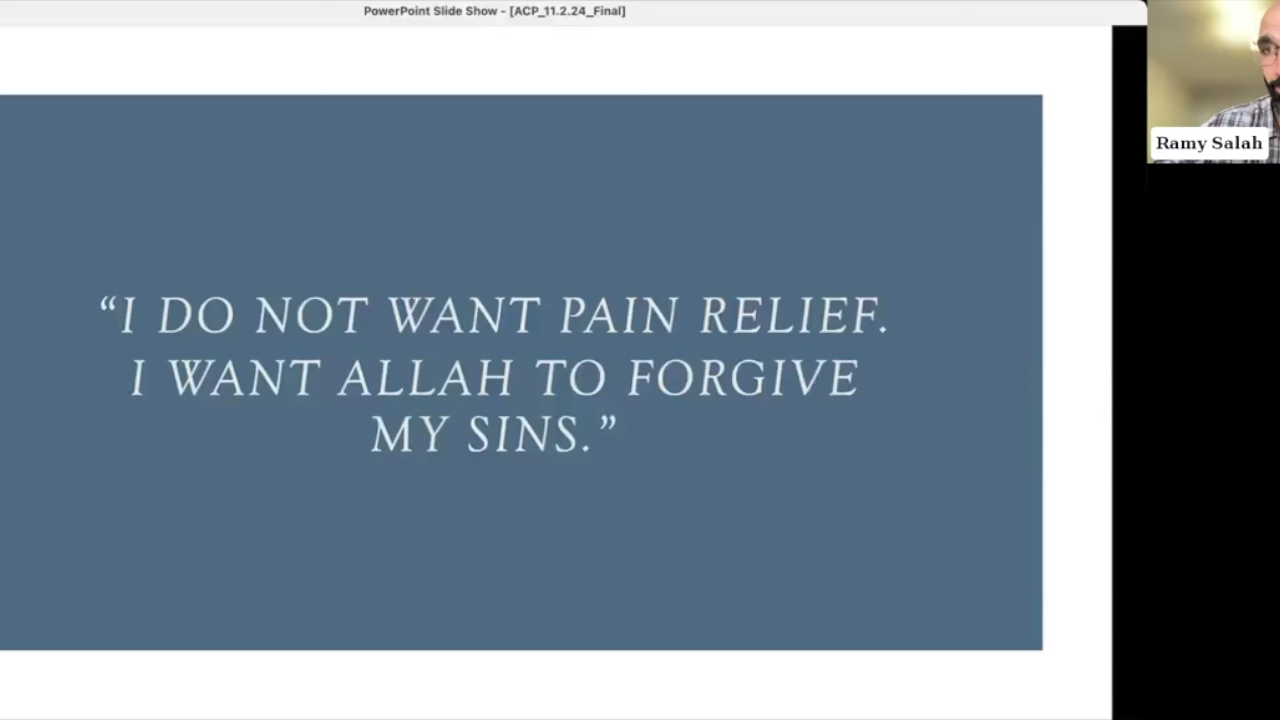 PowerPoint Slide Show - [ACP_11.2.24_Final]
“I DO NOT WANT PAIN RELIEF.
I WANT ALLAH TO FORGIVE
MY SINS.”
Ramy Salah